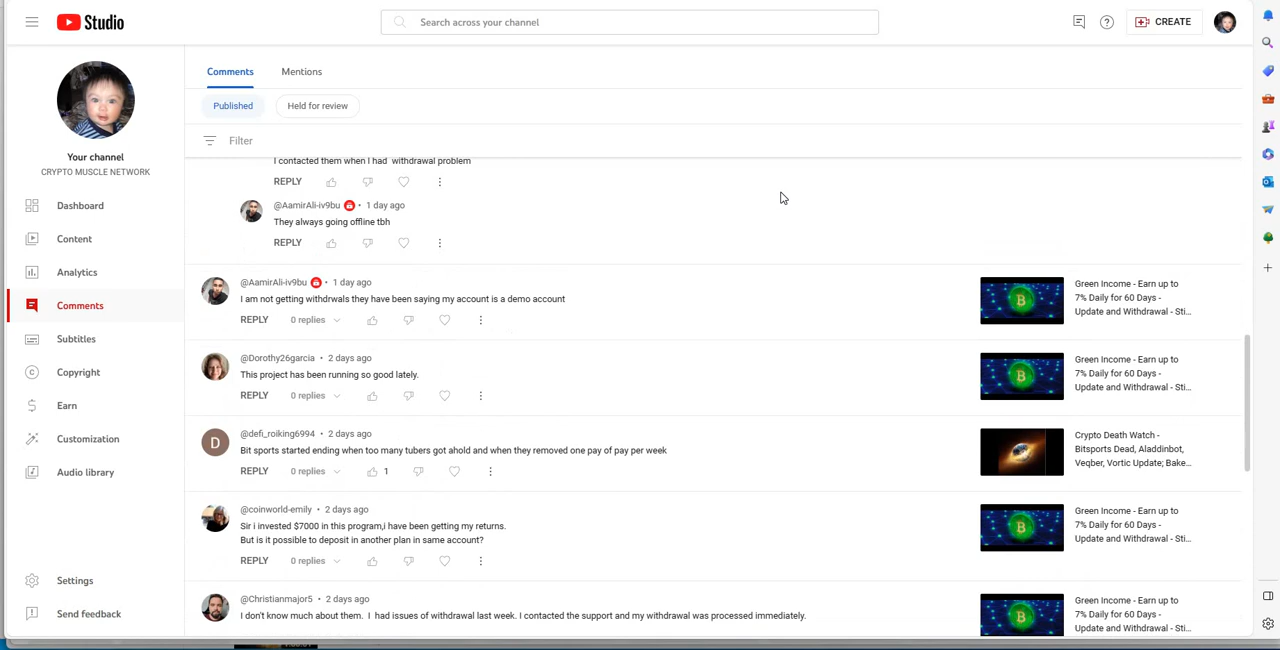 Studio
Search across your channel
CREATE
Your channel
CRYPTO MUSCLE NETWORK
Dashboard
Content
Analytics
Comments
Subtitles
Copyright
Earn
Customization
Audio library
Settings
Send feedback
Comments
Mentions
Published
Held for review
Filter
I contacted them when I had withdrawal problem
REPLY
@AamirAli-iv9bu • 1 day ago
They always going offline tbh
REPLY
@AamirAli-iv9bu • 1 day ago
I am not getting withdrwals they have been saying my account is a demo account
REPLY 0 replies
Green Income - Earn up to
7% Daily for 60 Days -
Update and Withdrawal - Sti...
@Dorothy26garcia • 2 days ago
This project has been running so good lately.
REPLY 0 replies
Green Income - Earn up to
7% Daily for 60 Days -
Update and Withdrawal - Sti...
D
@defi_roiking6994 • 2 days ago
Bit sports started ending when too many tubers got ahold and when they removed one pay of pay per week
REPLY 0 replies 1
Crypto Death Watch -
Bitsports Dead, Aladdinbot,
Veqber, Vortic Update; Bake...
@coinworld-emily • 2 days ago
Sir i invested $7000 in this program,i have been getting my returns.
But is it possible to deposit in another plan in same account?
REPLY 0 replies
Green Income - Earn up to
7% Daily for 60 Days -
Update and Withdrawal - Sti...
@Christianmajor5 • 2 days ago
I don't know much about them. I had issues of withdrawal last week. I contacted the support and my withdrawal was processed immediately.
Green Income - Earn up to
7% Daily for 60 Days -
Update and Withdrawal - Sti...